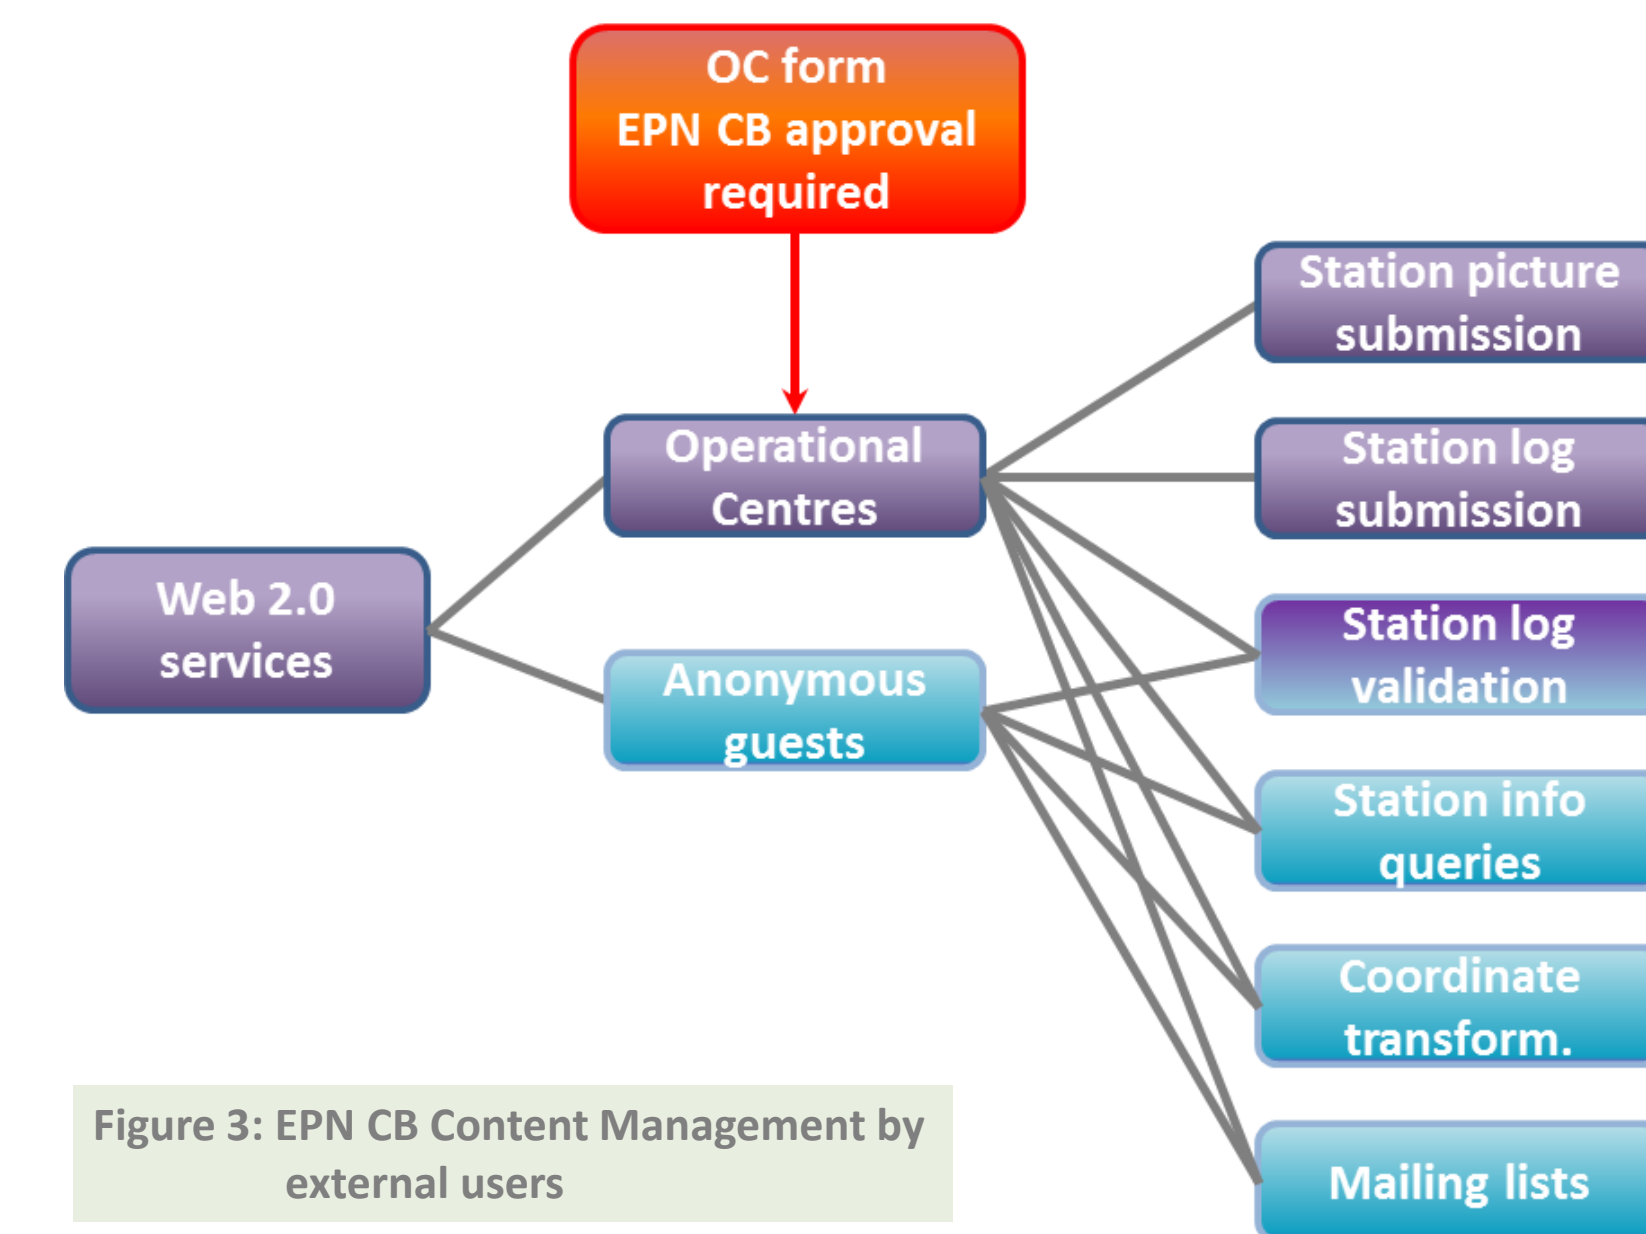 OC form
EPN CB approval
required
Station picture
submission
Operational
Centres
Station log
submission
Web 2.0
services
Station log
validation
Anonymous
guests
Station info
queries
Coordinate
transform.
Mailing lists
Figure 3: EPN CB Content Management by
external users